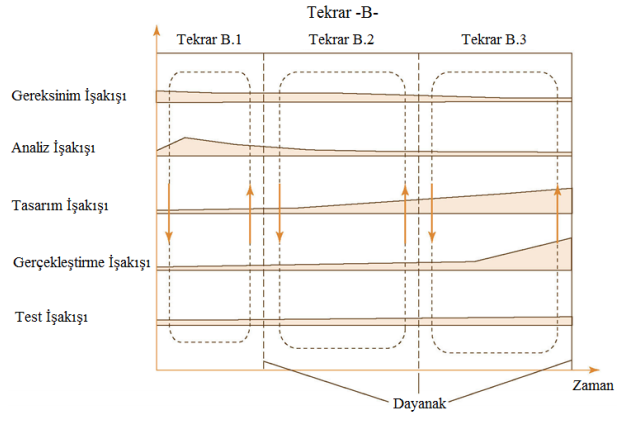 Tekrar -B-
Tekrar B.1 Tekrar B.2 Tekrar B.3
Gereksinim İşakışı
Analiz İşakışı
Tasarım İşakışı
Gerçekleştirme İşakışı
Test İşakışı
Zaman
Dayanak